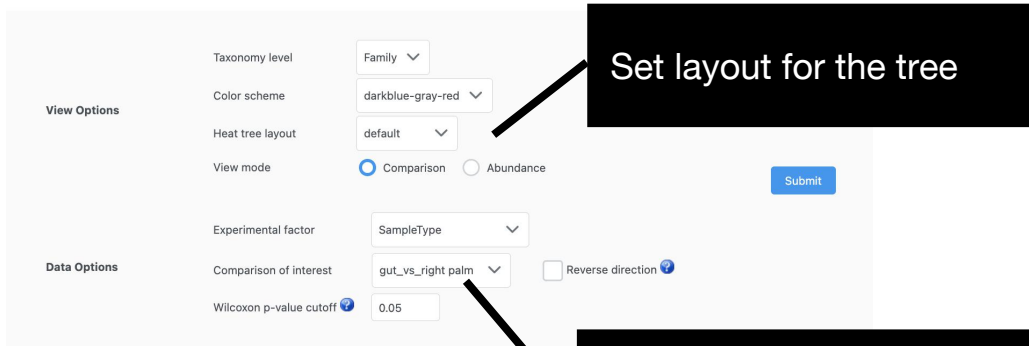 Set layout for the tree
Taxonomy level Family
Color scheme darkblue-gray-red
View Options
Heat tree layout default
View mode Comparison Abundance
Submit
Experimental factor SampleType
Data Options Comparison of interest gut_vs_right palm Reverse direction ?
Wilcoxon p-value cutoff ? 0.05